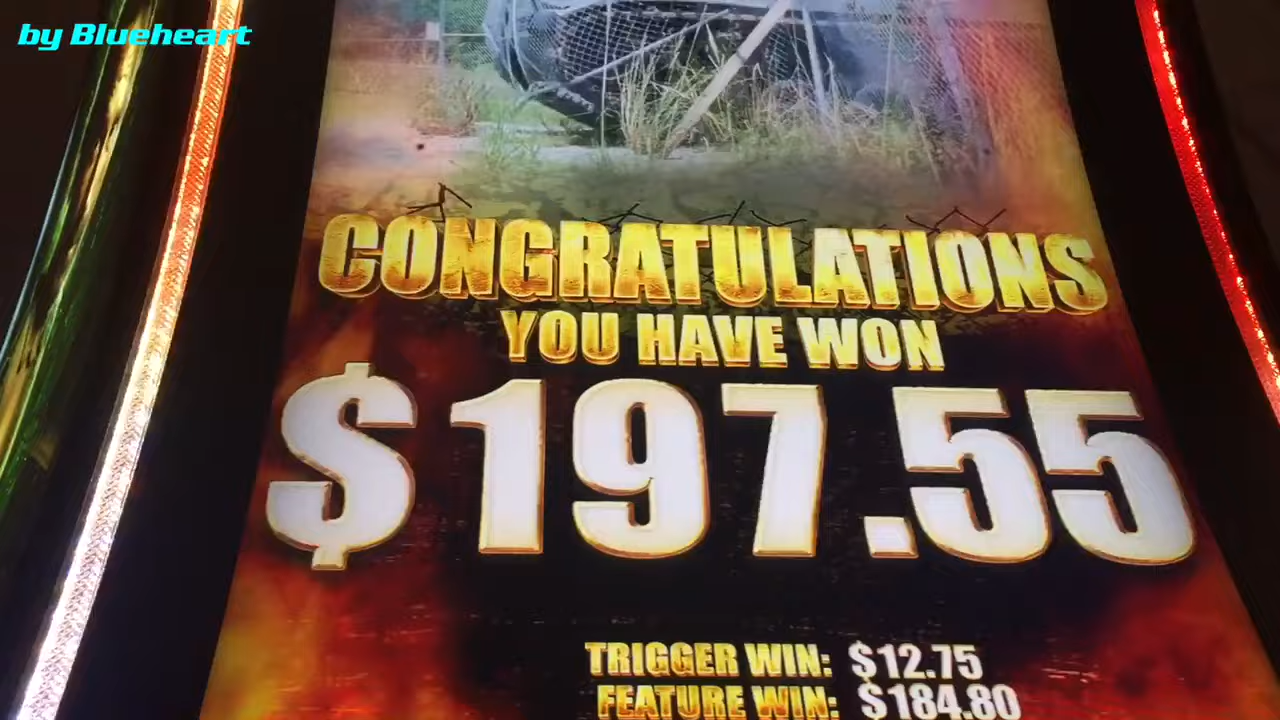 by Blueheart
CONGRATULATIONS
YOU HAVE WON
$197.55
TRIGGER WIN: $12.75
FEATURE WIN: $184.80